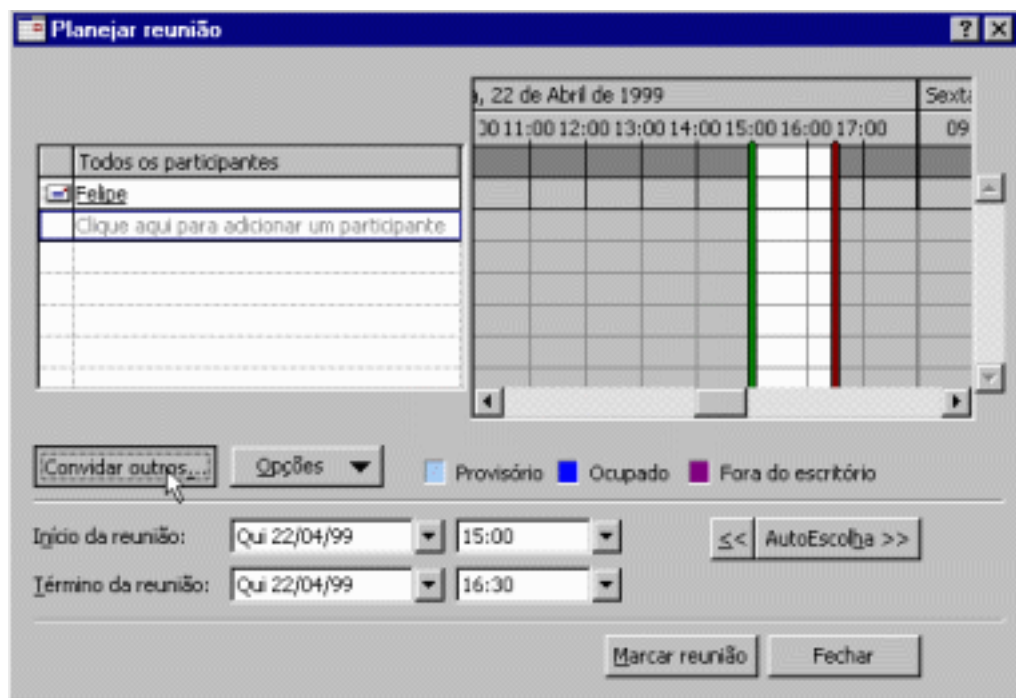 Planejar reunião
, 22 de Abril de 1999
Sexta
00 11:00 12:00 13:00 14:00 15:00 16:00 17:00
09
Todos os participantes
Felipe
Clique aqui para adicionar um participante
Convidar outros...
Opções
Provisório
Ocupado
Fora do escritório
Início da reunião:
Qui 22/04/99
15:00
<<
AutoEscolha >>
Término da reunião:
Qui 22/04/99
16:30
Marcar reunião
Fechar